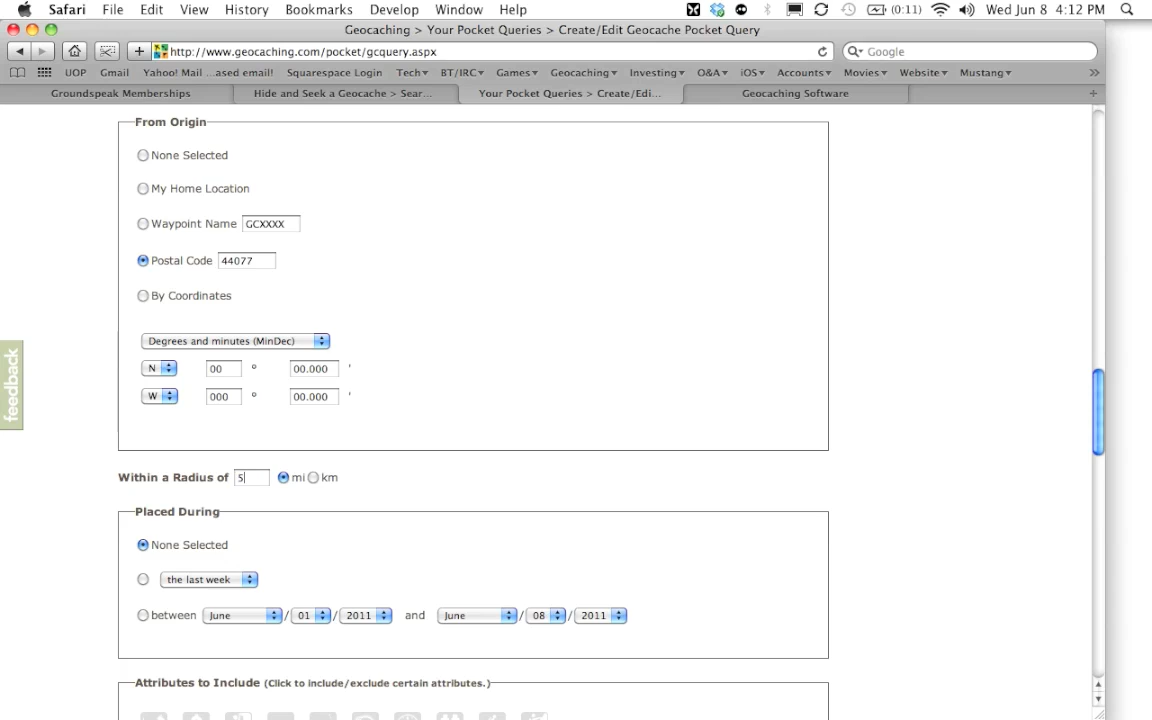 Safari File Edit View History Bookmarks Develop Window Help (0:11) Wed Jun 8 4:12 PM
Geocaching > Your Pocket Queries > Create/Edit Geocache Pocket Query
http://www.geocaching.com/pocket/gcquery.aspx Google
UOP Gmail Yahoo! Mail ...ased email! Squarespace Login Tech BT/IRC Games Geocaching Investing O&A iOS Accounts Movies Website Mustang
Groundspeak Memberships Hide and Seek a Geocache > Sear... Your Pocket Queries > Create/Edi... Geocaching Software
From Origin
None Selected
My Home Location
Waypoint Name GCXXXX
Postal Code 44077
By Coordinates
Degrees and minutes (MinDec)
N 00 ° 00.000 '
W 000 ° 00.000 '
feedback
Within a Radius of 5 mi km
Placed During
None Selected
the last week
between June / 01 / 2011 and June / 08 / 2011
Attributes to Include (Click to include/exclude certain attributes.)